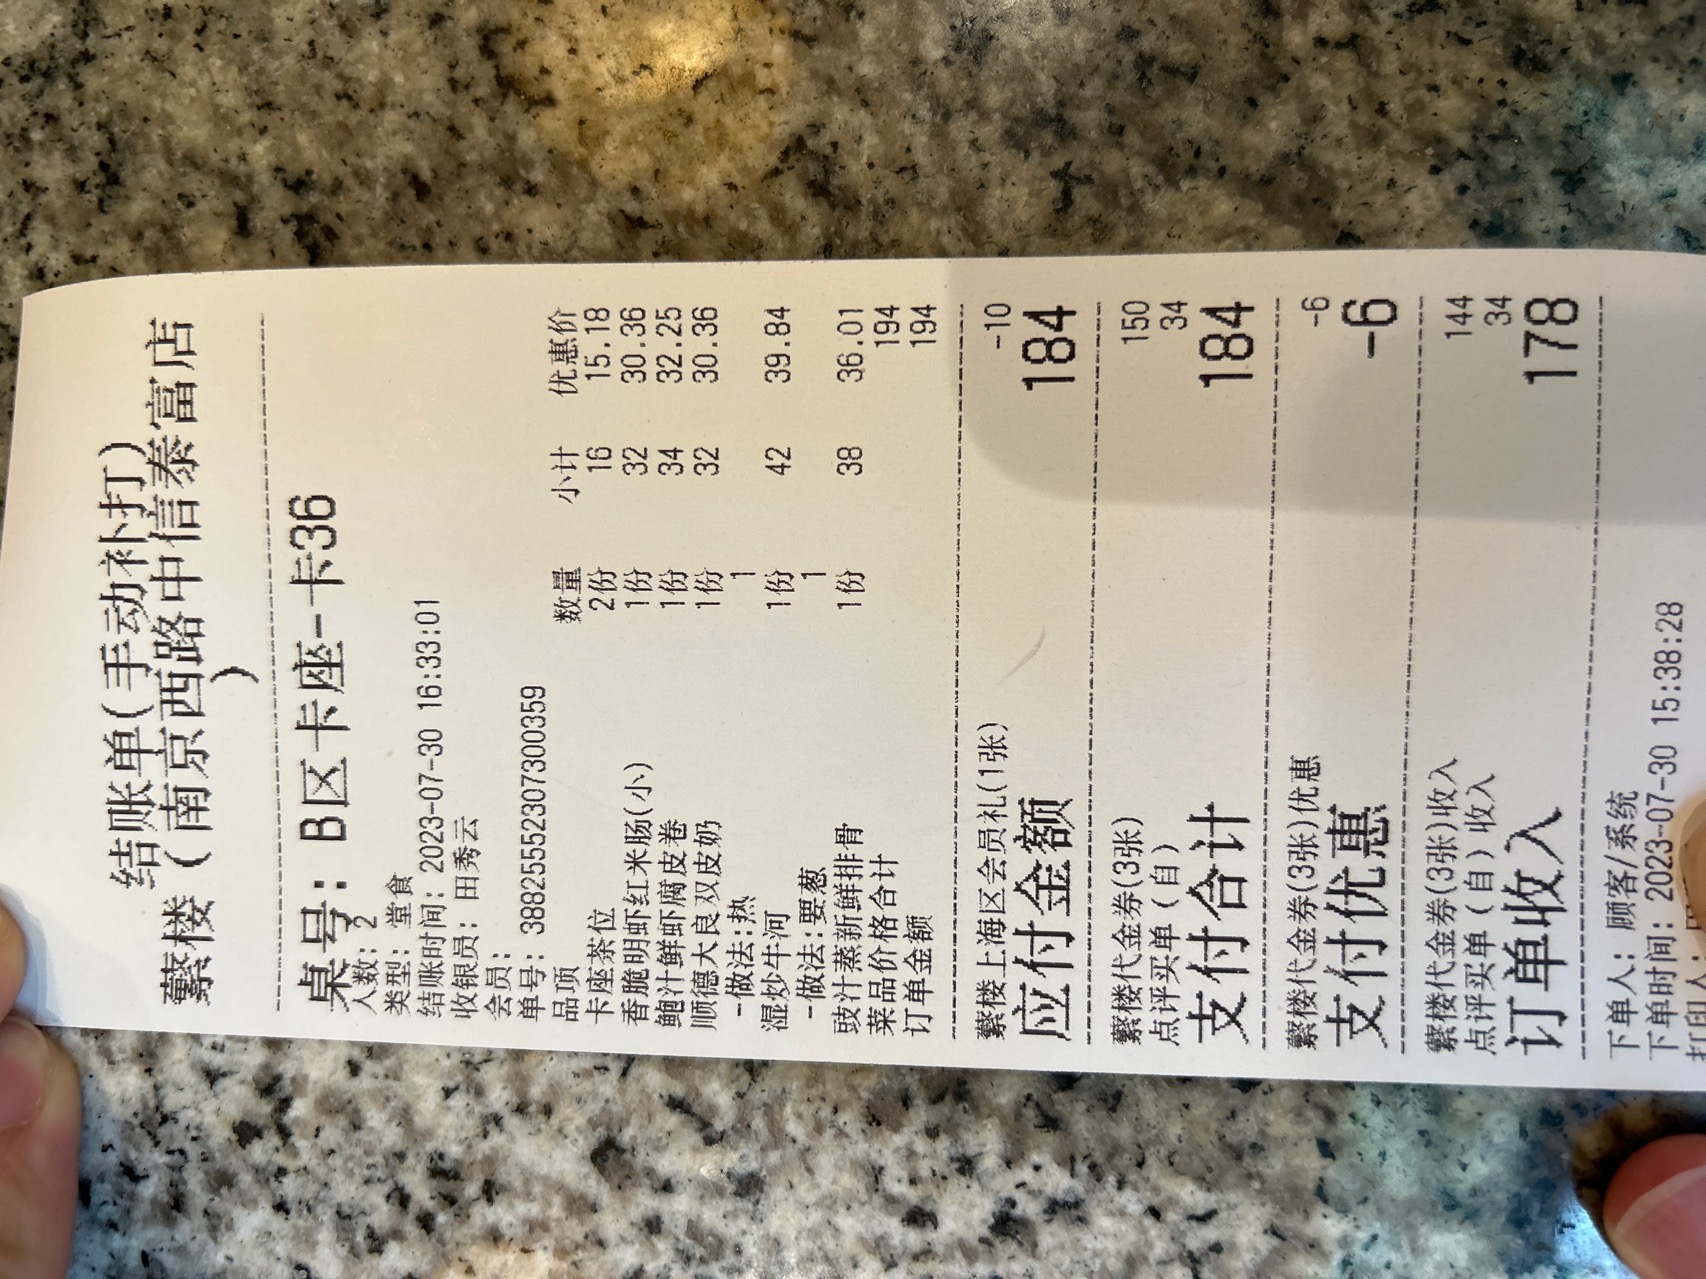 结账单(手动补打)
蘩楼（南京西路中信泰富店
）
桌号：B区卡座-卡36
人数：2
类型：堂食
结账时间：2023-07-30 16:33:01
收银员：田秀云
会员：
单号：3882555230730​0359
品项 数量 小计 优惠价
卡座茶位 2份 16 15.18
香脆明虾红米肠(小) 1份 32 30.36
鲍汁鲜虾腐皮卷 1份 34 32.25
顺德大良双皮奶 1份 32 30.36
-做法:热 1
湿炒牛河 1份 42 39.84
-做法:要葱 1
豉汁蒸新鲜排骨 1份 38 36.01
菜品价格合计 194
订单金额 194
蘩楼上海区会员礼(1张) -10
应付金额 184
蘩楼代金券(3张) 150
点评买单（自） 34
支付合计 184
蘩楼代金券(3张)优惠 -6
支付优惠 -6
蘩楼代金券(3张)收入 144
点评买单（自）收入 34
订单收入 178
下单人：顾客/系统
下单时间：2023-07-30 15:38:28
打印人：